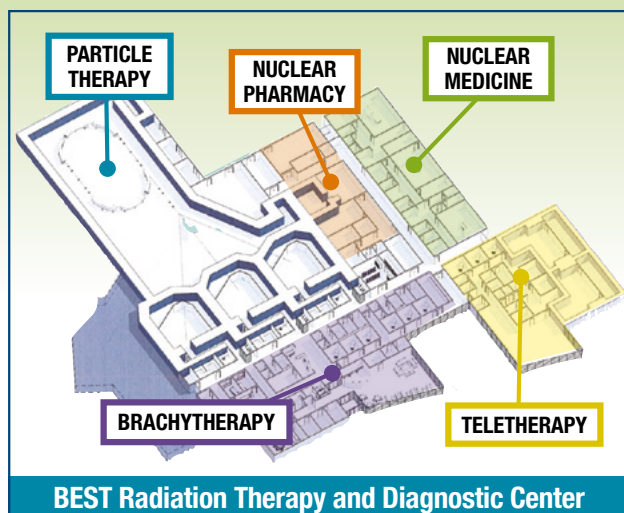 PARTICLE
THERAPY
NUCLEAR
PHARMACY
NUCLEAR
MEDICINE
BRACHYTHERAPY
TELETHERAPY
BEST Radiation Therapy and Diagnostic Center